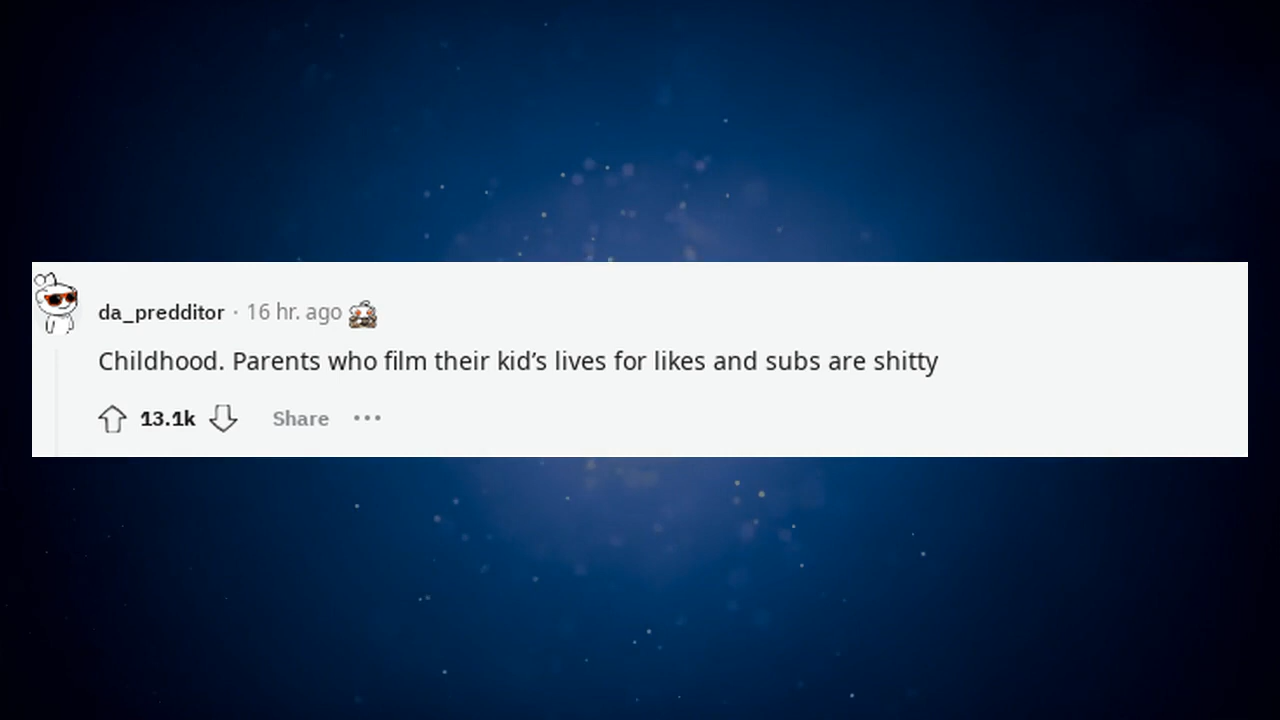 da_predditor · 16 hr. ago
Childhood. Parents who film their kid’s lives for likes and subs are shitty
13.1k Share •••